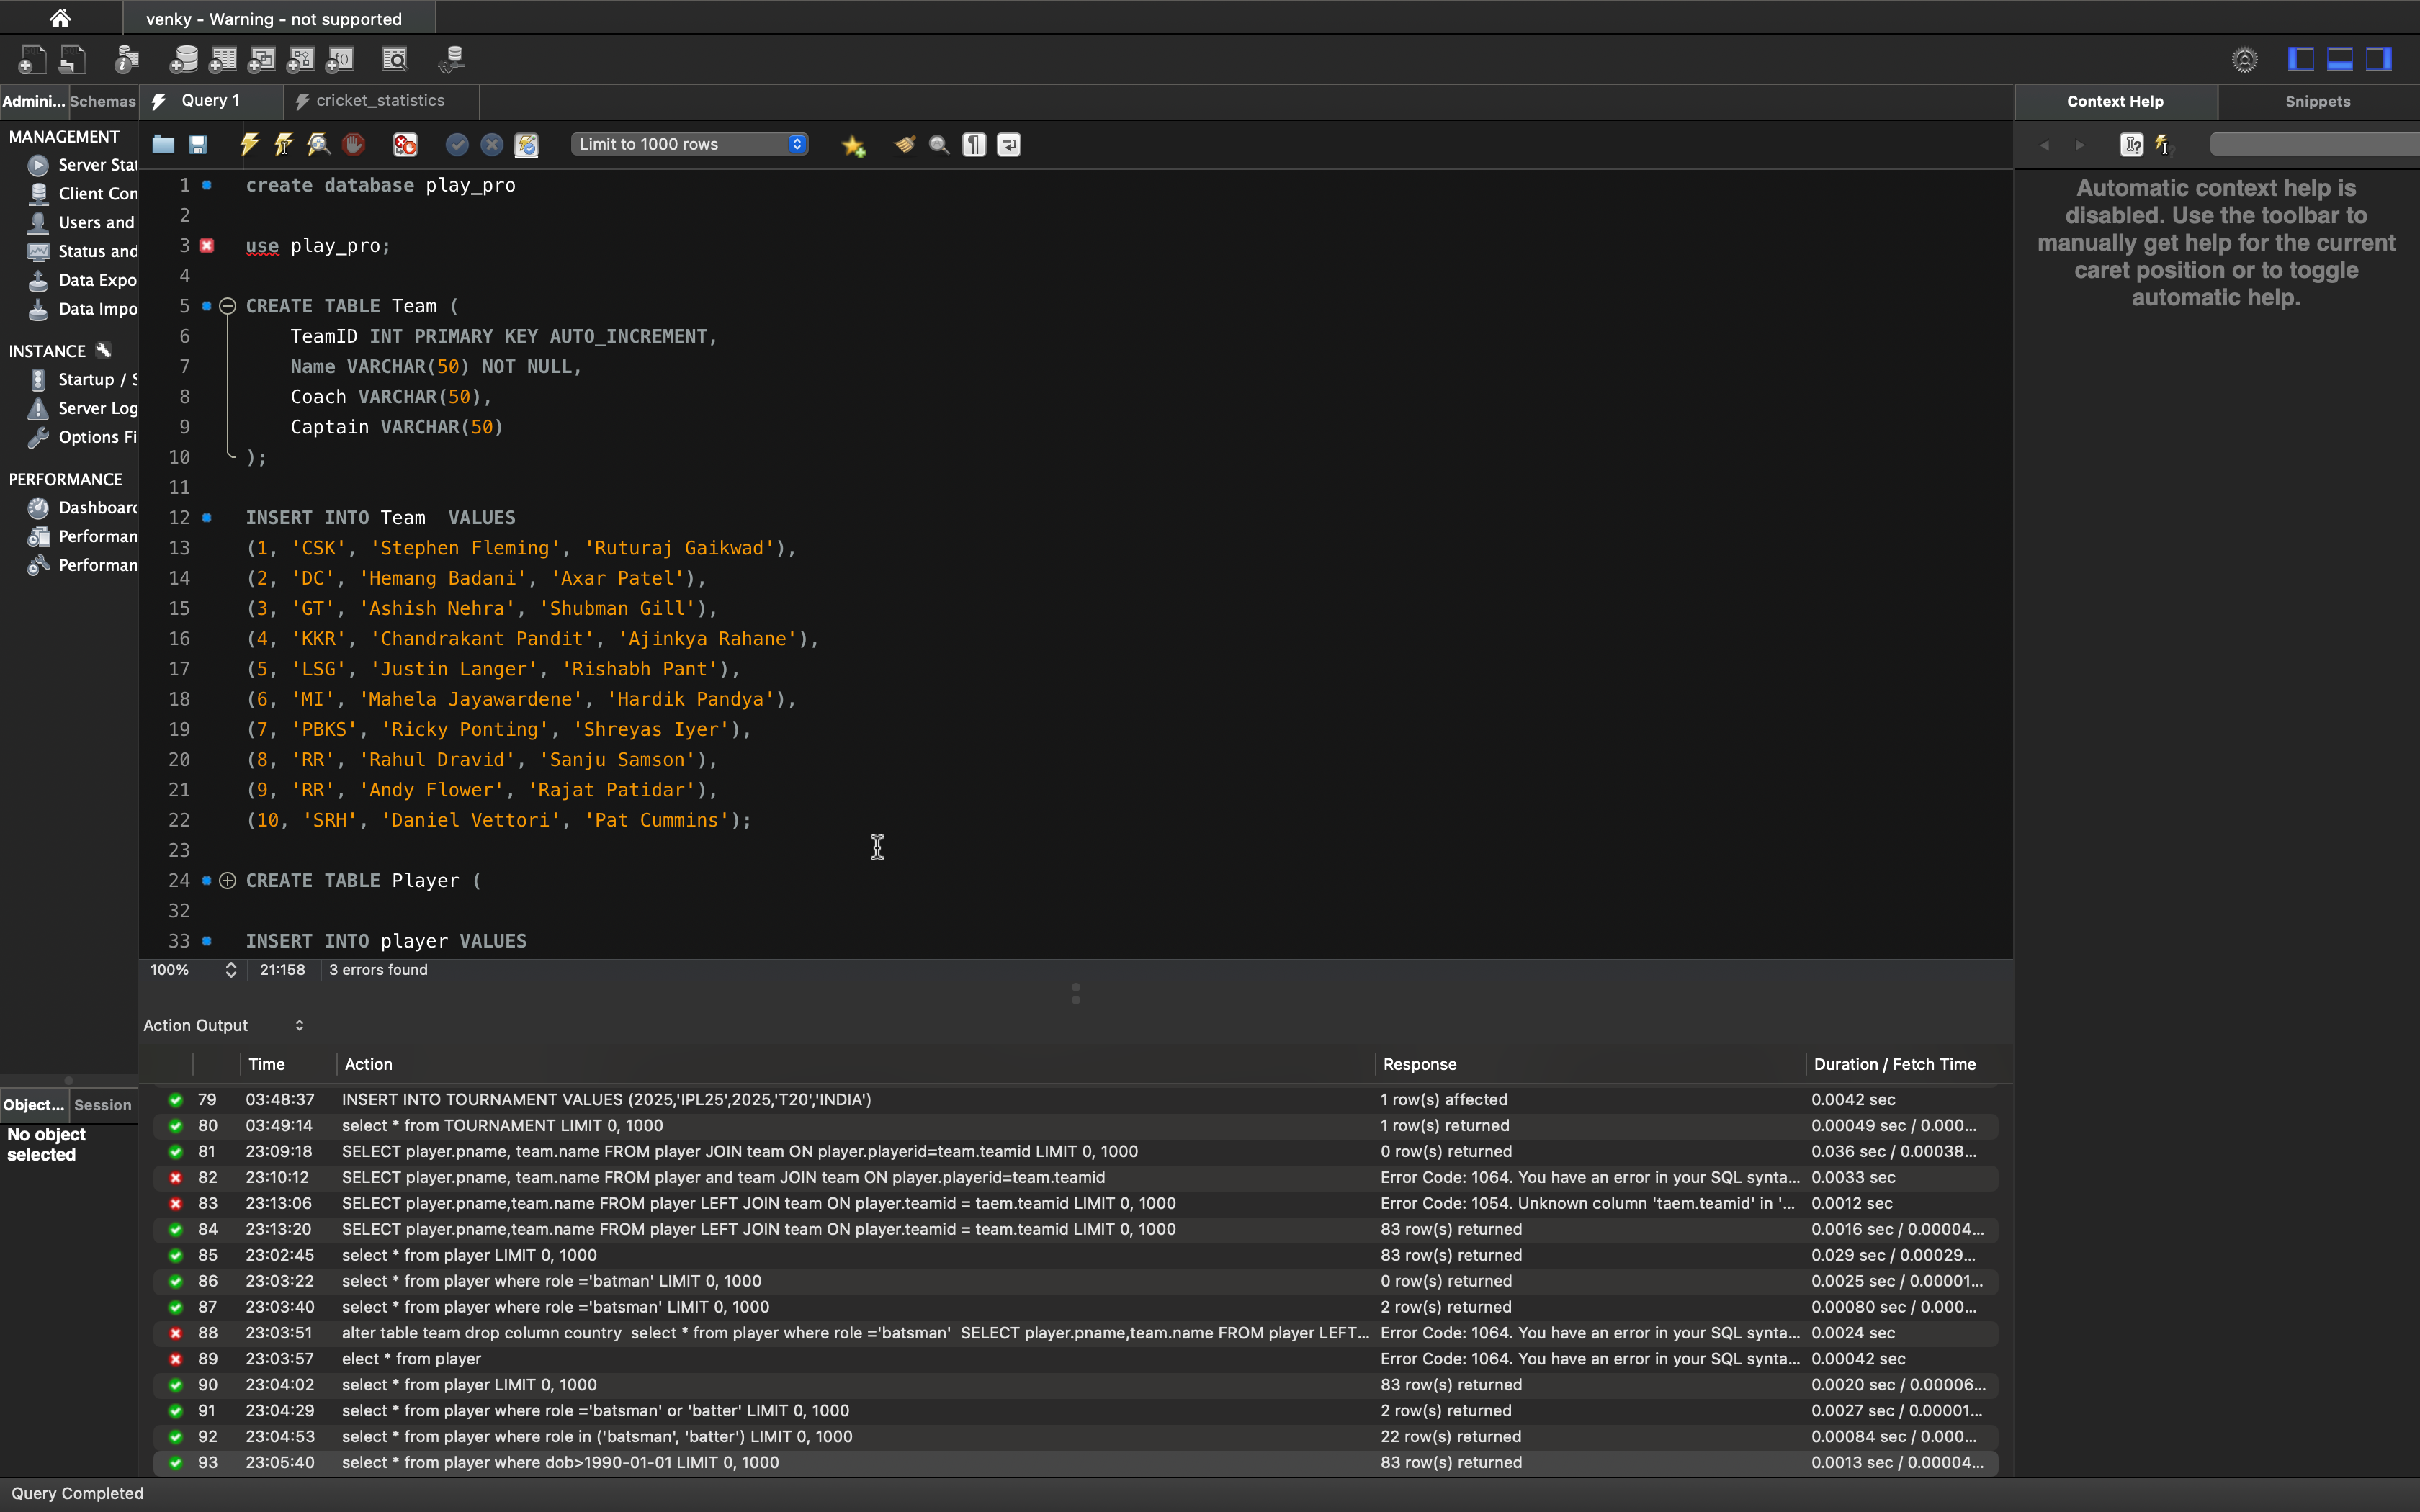 venky - Warning - not supported
Admini... Schemas Query 1 cricket_statistics Context Help Snippets
MANAGEMENT
Server Stat
Client Con
Users and
Status and
Data Expo
Data Impo
INSTANCE
Startup / S
Server Log
Options Fi
PERFORMANCE
Dashboard
Performan
Performan
Limit to 1000 rows
1 create database play_pro
2
3 use play_pro;
4
5 CREATE TABLE Team (
6 TeamID INT PRIMARY KEY AUTO_INCREMENT,
7 Name VARCHAR(50) NOT NULL,
8 Coach VARCHAR(50),
9 Captain VARCHAR(50)
10 );
11
12 INSERT INTO Team  VALUES
13 (1, 'CSK', 'Stephen Fleming', 'Ruturaj Gaikwad'),
14 (2, 'DC', 'Hemang Badani', 'Axar Patel'),
15 (3, 'GT', 'Ashish Nehra', 'Shubman Gill'),
16 (4, 'KKR', 'Chandrakant Pandit', 'Ajinkya Rahane'),
17 (5, 'LSG', 'Justin Langer', 'Rishabh Pant'),
18 (6, 'MI', 'Mahela Jayawardene', 'Hardik Pandya'),
19 (7, 'PBKS', 'Ricky Ponting', 'Shreyas Iyer'),
20 (8, 'RR', 'Rahul Dravid', 'Sanju Samson'),
21 (9, 'RR', 'Andy Flower', 'Rajat Patidar'),
22 (10, 'SRH', 'Daniel Vettori', 'Pat Cummins');
23
24 CREATE TABLE Player (
32
33 INSERT INTO player VALUES
Automatic context help is
disabled. Use the toolbar to
manually get help for the current
caret position or to toggle
automatic help.
100% 21:158 3 errors found
Action Output
Time Action Response Duration / Fetch Time
79 03:48:37 INSERT INTO TOURNAMENT VALUES (2025,'IPL25',2025,'T20','INDIA') 1 row(s) affected 0.0042 sec
80 03:49:14 select * from TOURNAMENT LIMIT 0, 1000 1 row(s) returned 0.00049 sec / 0.000...
81 23:09:18 SELECT player.pname, team.name FROM player JOIN team ON player.playerid=team.teamid LIMIT 0, 1000 0 row(s) returned 0.036 sec / 0.00038...
82 23:10:12 SELECT player.pname, team.name FROM player and team JOIN team ON player.playerid=team.teamid Error Code: 1064. You have an error in your SQL synta... 0.0033 sec
83 23:13:06 SELECT player.pname,team.name FROM player LEFT JOIN team ON player.teamid = taem.teamid LIMIT 0, 1000 Error Code: 1054. Unknown column 'taem.teamid' in '... 0.0012 sec
84 23:13:20 SELECT player.pname,team.name FROM player LEFT JOIN team ON player.teamid = team.teamid LIMIT 0, 1000 83 row(s) returned 0.0016 sec / 0.00004...
85 23:02:45 select * from player LIMIT 0, 1000 83 row(s) returned 0.029 sec / 0.00029...
86 23:03:22 select * from player where role ='batman' LIMIT 0, 1000 0 row(s) returned 0.0025 sec / 0.00001...
87 23:03:40 select * from player where role ='batsman' LIMIT 0, 1000 2 row(s) returned 0.00080 sec / 0.000...
88 23:03:51 alter table team drop column country  select * from player where role ='batsman'  SELECT player.pname,team.name FROM player LEFT... Error Code: 1064. You have an error in your SQL synta... 0.0024 sec
89 23:03:57 elect * from player Error Code: 1064. You have an error in your SQL synta... 0.00042 sec
90 23:04:02 select * from player LIMIT 0, 1000 83 row(s) returned 0.0020 sec / 0.00006...
91 23:04:29 select * from player where role ='batsman' or 'batter' LIMIT 0, 1000 2 row(s) returned 0.0027 sec / 0.00001...
92 23:04:53 select * from player where role in ('batsman', 'batter') LIMIT 0, 1000 22 row(s) returned 0.00084 sec / 0.000...
93 23:05:40 select * from player where dob>1990-01-01 LIMIT 0, 1000 83 row(s) returned 0.0013 sec / 0.00004...
Object... Session
No object
selected
Query Completed